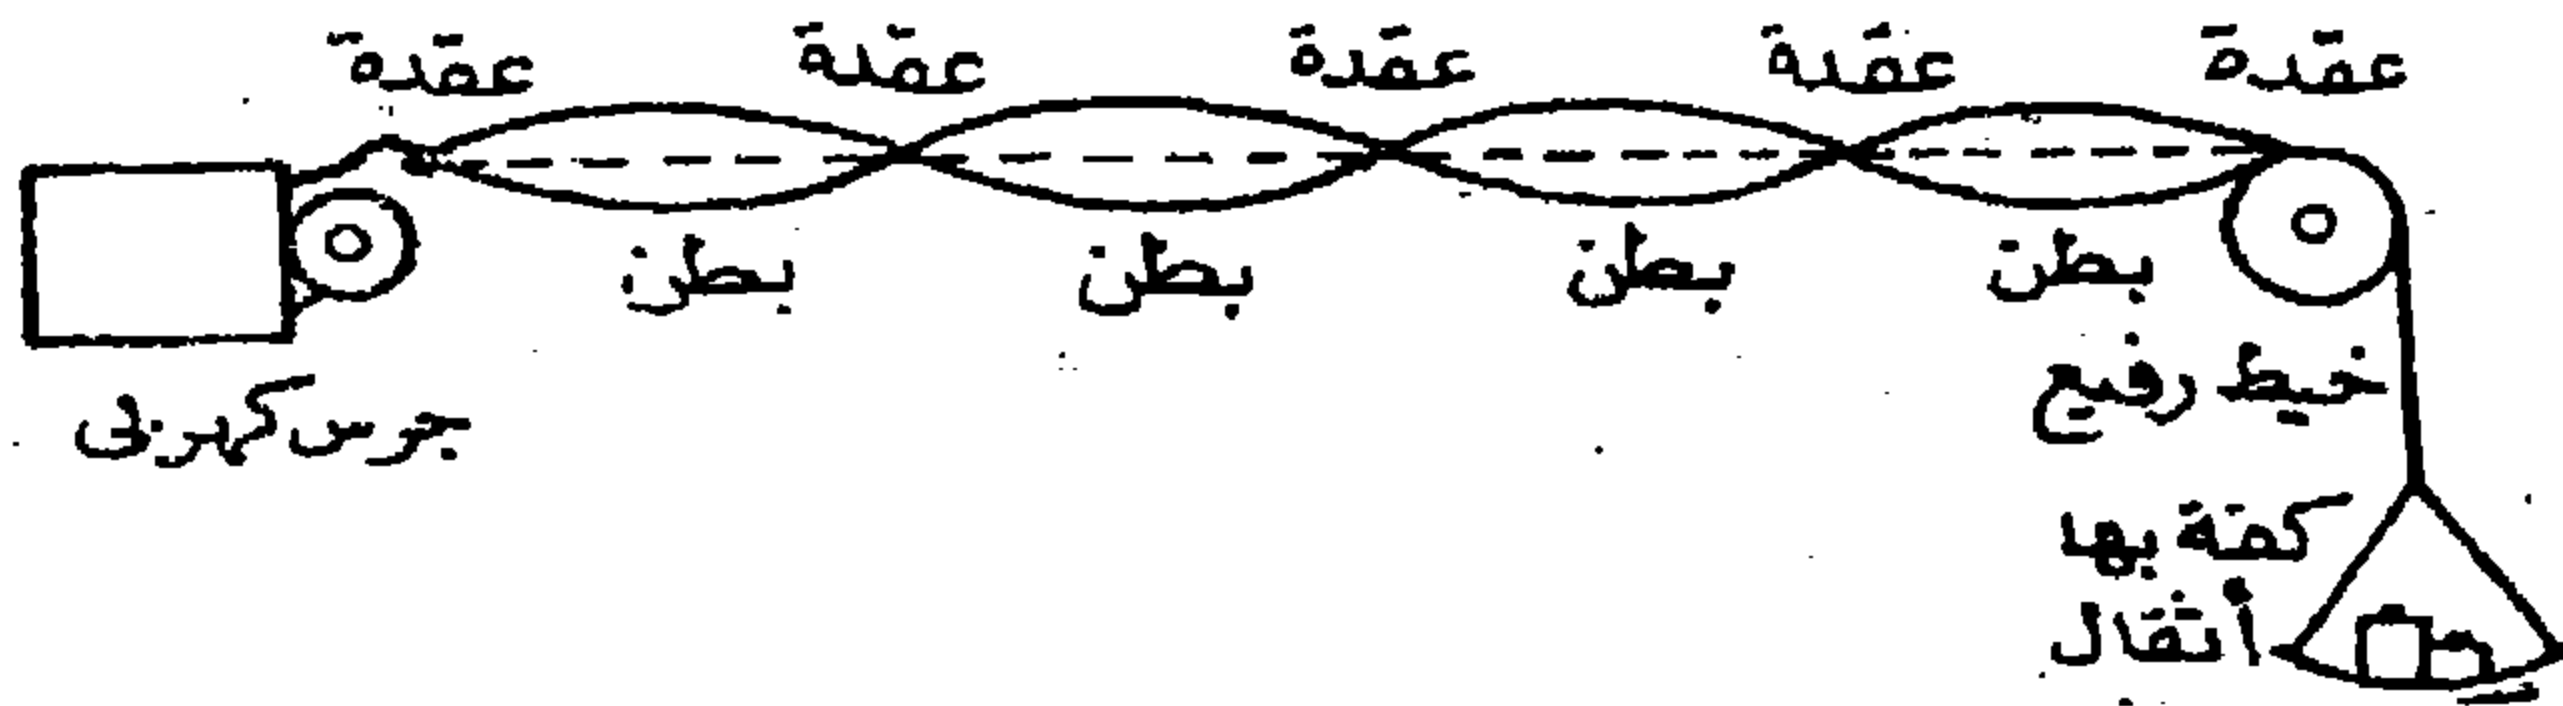 عقدة عقدة عقدة عقدة عقدة
بطن بطن بطن بطن
خيط رفيع
جرس كهربى
كفة بها
أثقال